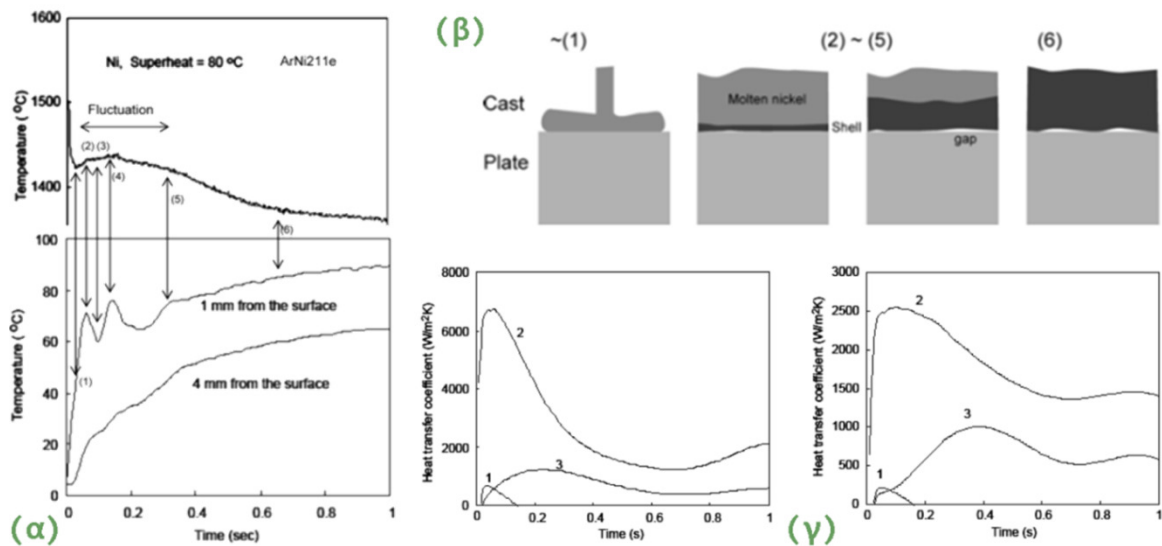 (α)
1600
1500
1400
Temperature (°C)
Ni, Superheat = 80 °C
ArNi211e
Fluctuation
(2) (3)
(4)
(5)
(6)
100
80
60
40
20
0
Temperature (°C)
1 mm from the surface
4 mm from the surface
(1)
0 0.2 0.4 0.6 0.8 1
Time (sec)
(β)
~(1) (2) ~ (5) (6)
Cast
Plate
Molten nickel
Shell
gap
8000
6000
4000
2000
0
Heat transfer coefficient (W/m²K)
2
1
3
0 0.2 0.4 0.6 0.8 1
Time (s)
3000
2500
2000
1500
1000
500
0
Heat transfer coefficient (W/m²K)
2
3
1
0 0.2 0.4 0.6 0.8 1
Time (s)
(γ)